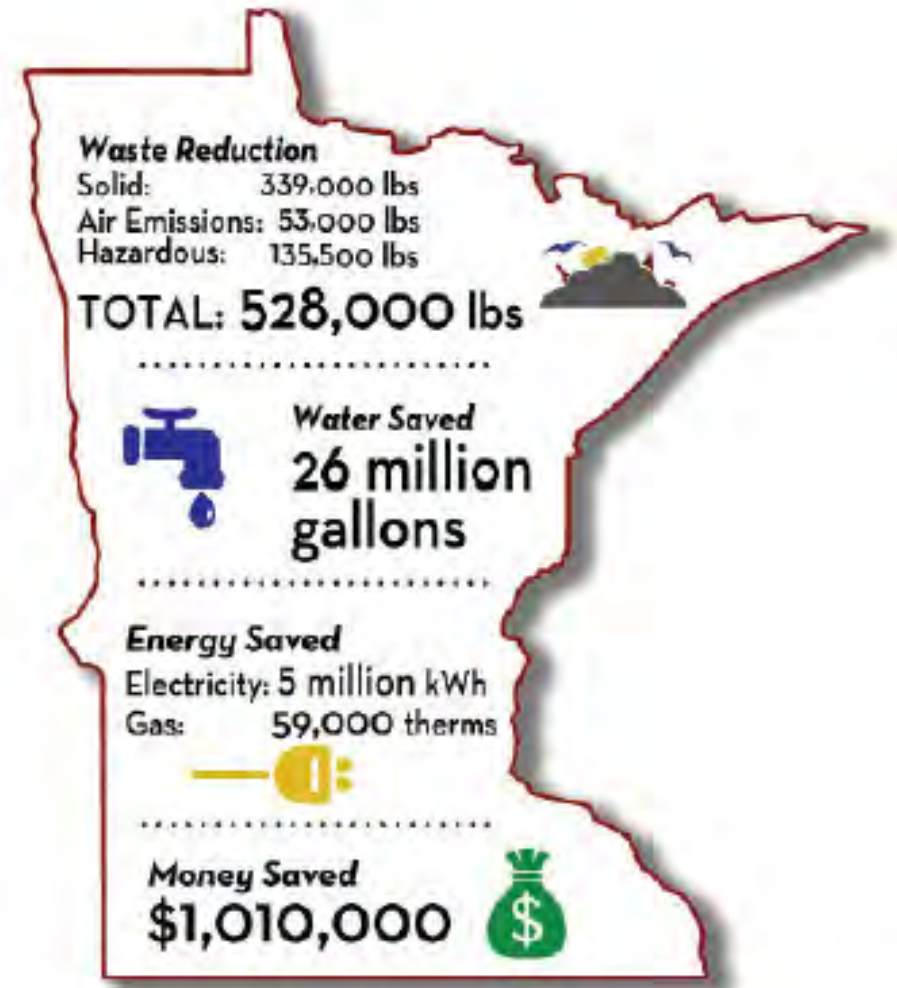 Waste Reduction
Solid: 339,000 lbs
Air Emissions: 53,000 lbs
Hazardous: 135,500 lbs
TOTAL: 528,000 lbs
Water Saved
26 million
gallons
Energy Saved
Electricity: 5 million kWh
Gas: 59,000 therms
Money Saved
$1,010,000
$